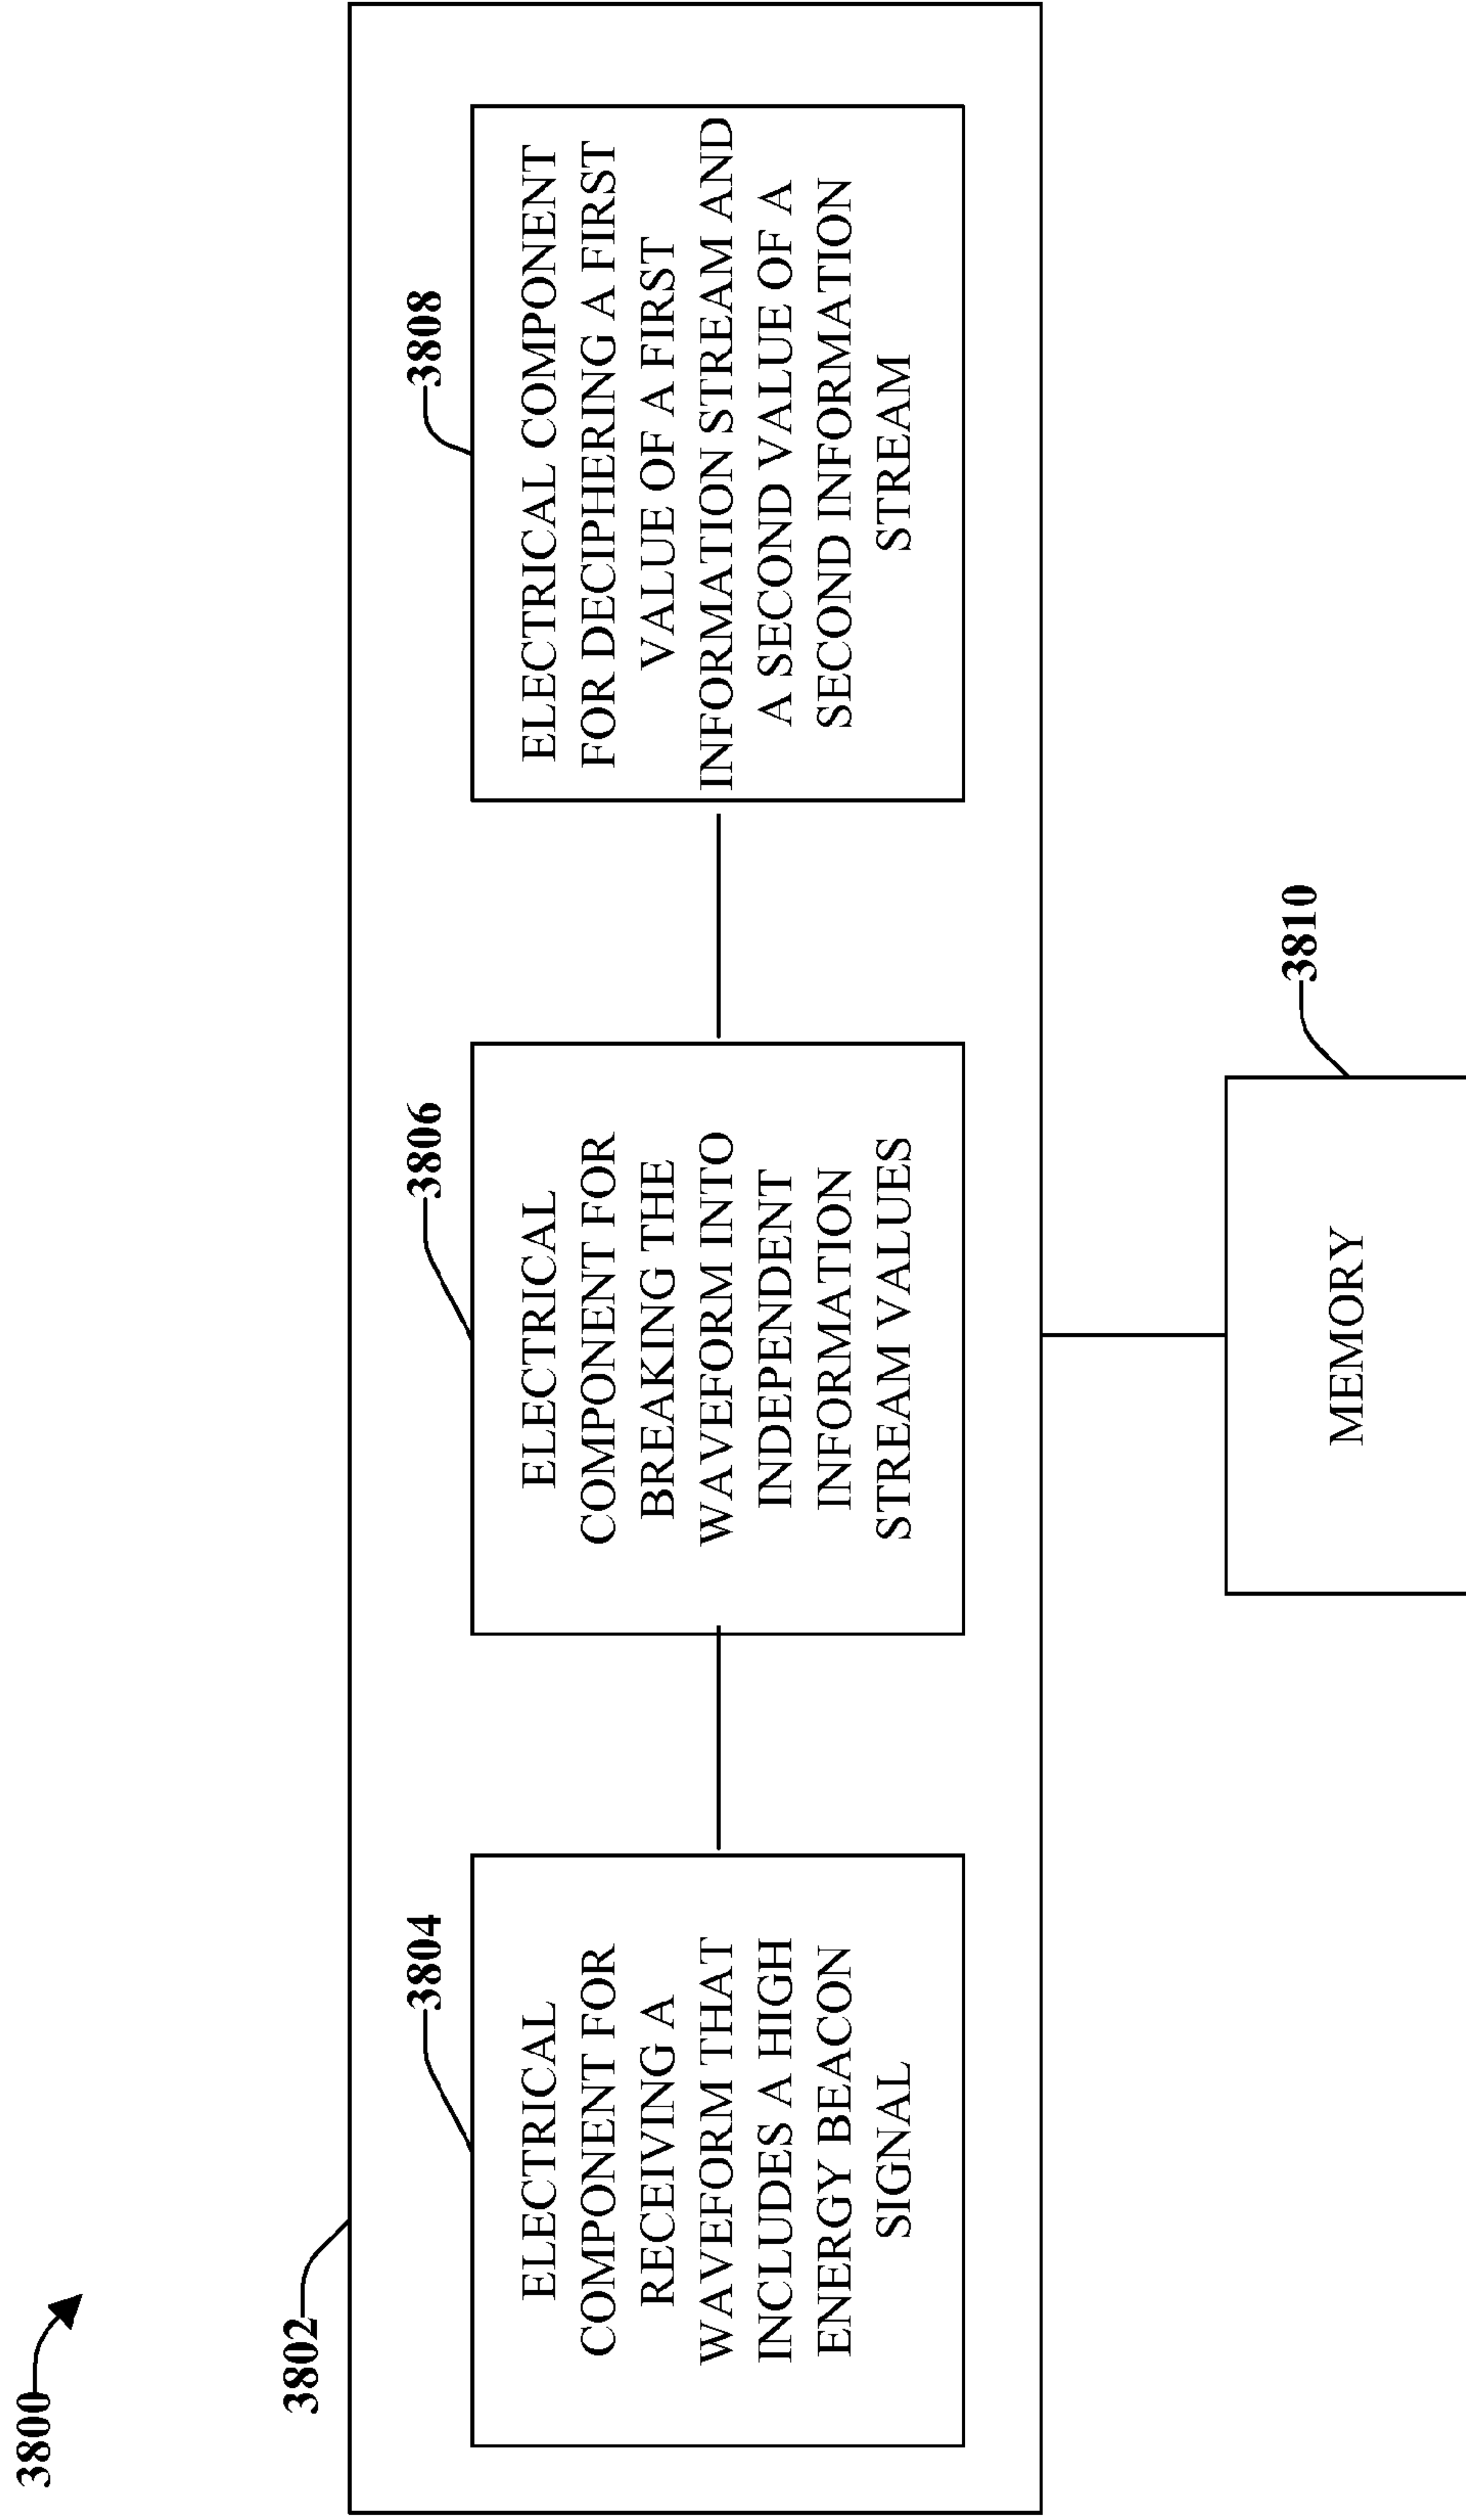 3800
3802
3804
ELECTRICAL
COMPONENT FOR
RECEIVING A
WAVEFORM THAT
INCLUDES A HIGH
ENERGY BEACON
SIGNAL
3806
ELECTRICAL
COMPONENT FOR
BREAKING THE
WAVEFORM INTO
INDEPENDENT
INFORMATION
STREAM VALUES
3808
ELECTRICAL COMPONENT
FOR DECIPHERING A FIRST
VALUE OF A FIRST
INFORMATION STREAM AND
A SECOND VALUE OF A
SECOND INFORMATION
STREAM
3810
MEMORY